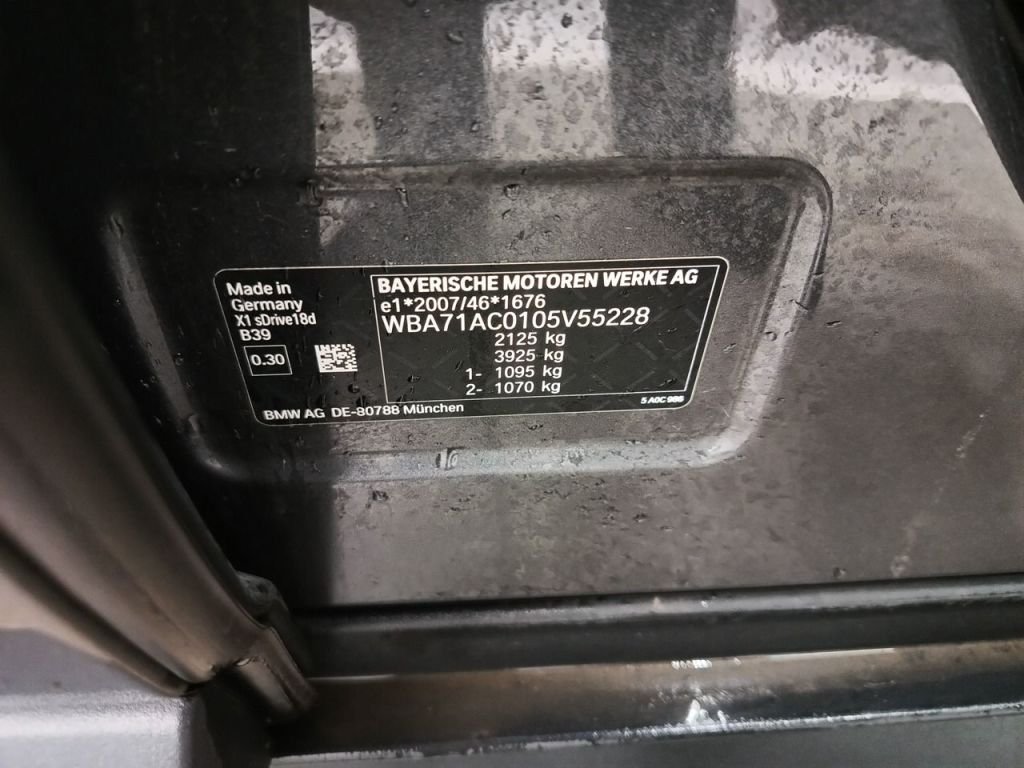 Made in
Germany
X1 sDrive18d
B39
0.30
BAYERISCHE MOTOREN WERKE AG
e1*2007/46*1676
WBA71AC0105V55228
2125 kg
3925 kg
1- 1095 kg
2- 1070 kg
BMW AG DE-80788 München
5 A0C 986